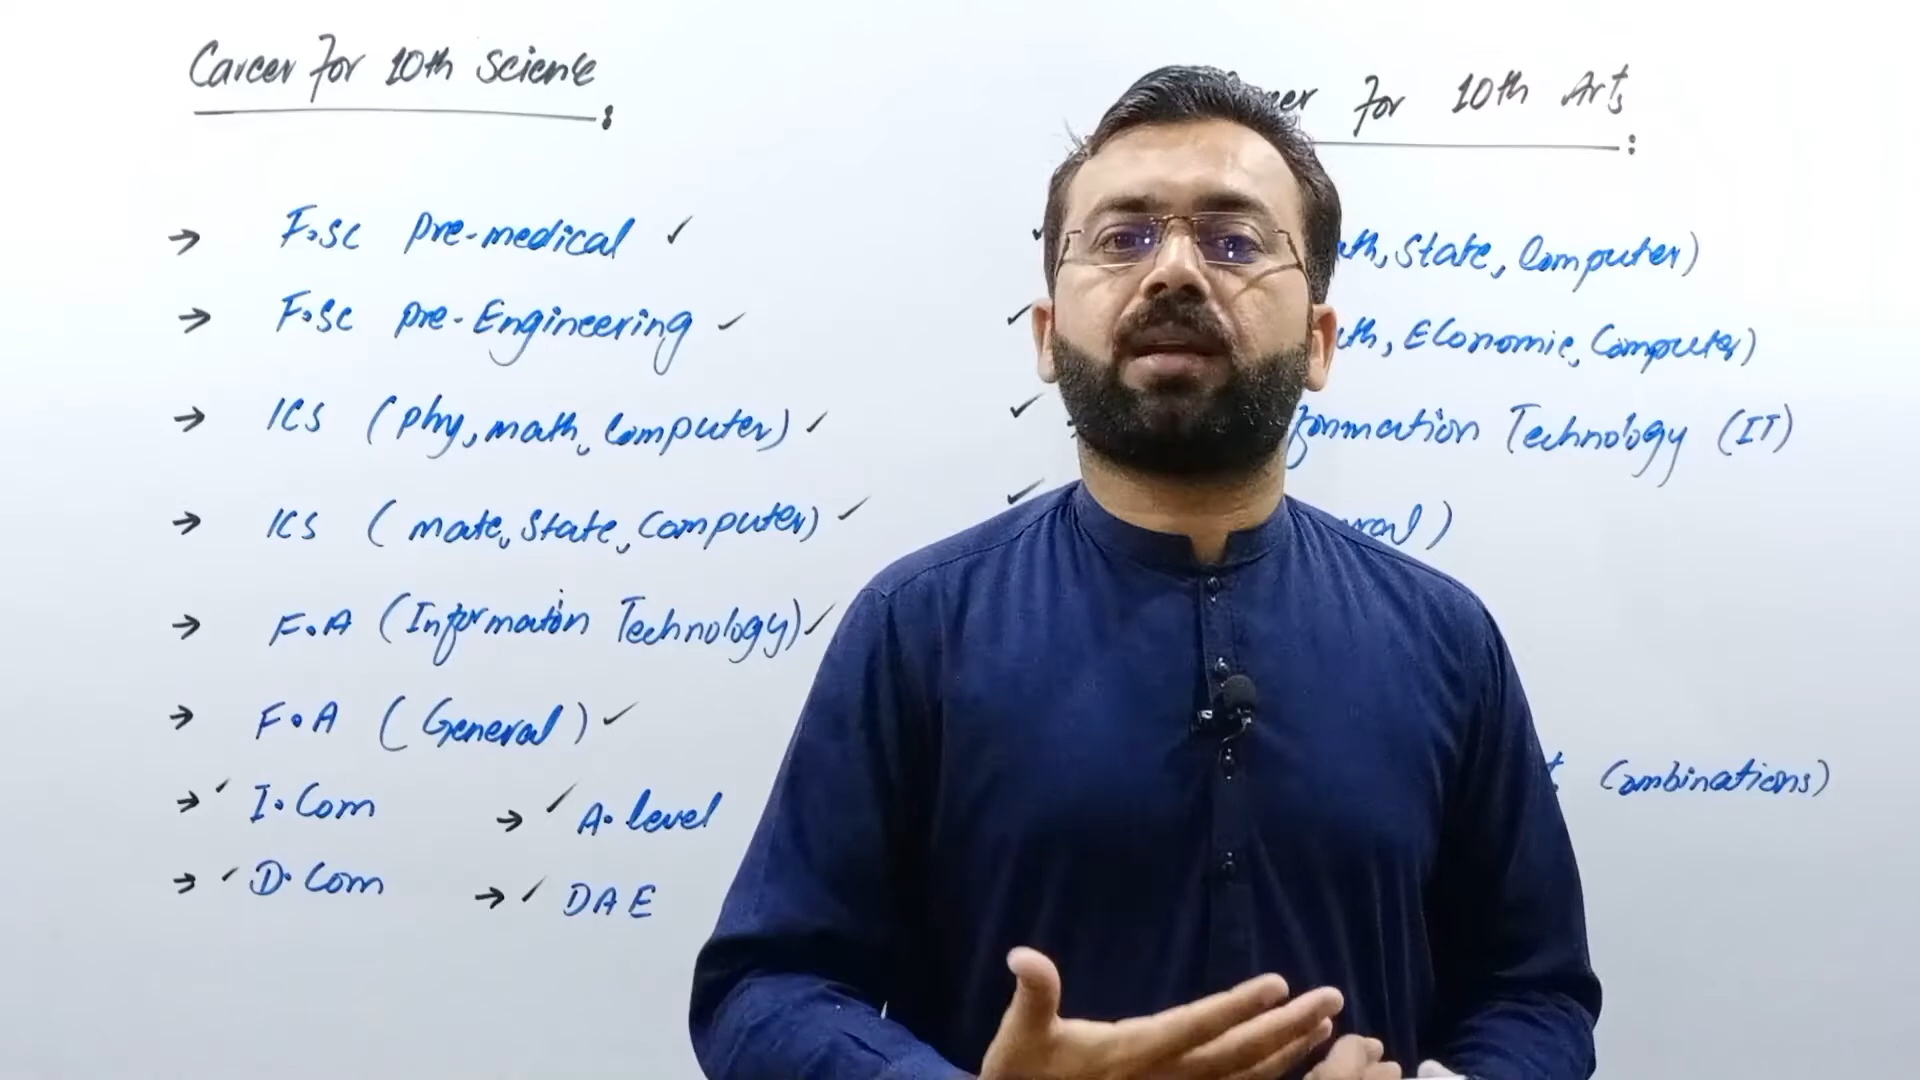 Career For 10th Science :
F.Sc pre-medical ✓
F.Sc pre-Engineering ✓
ICS (phy, math, Computer) ✓
ICS (mate, State, Computer) ✓
F.A (Information Technology) ✓
F.A (General) ✓
I.Com
A.level
D.Com
DAE
For 10th Arts :
State, Computer)
Economic, Computer)
Technology (IT)
Combinations)